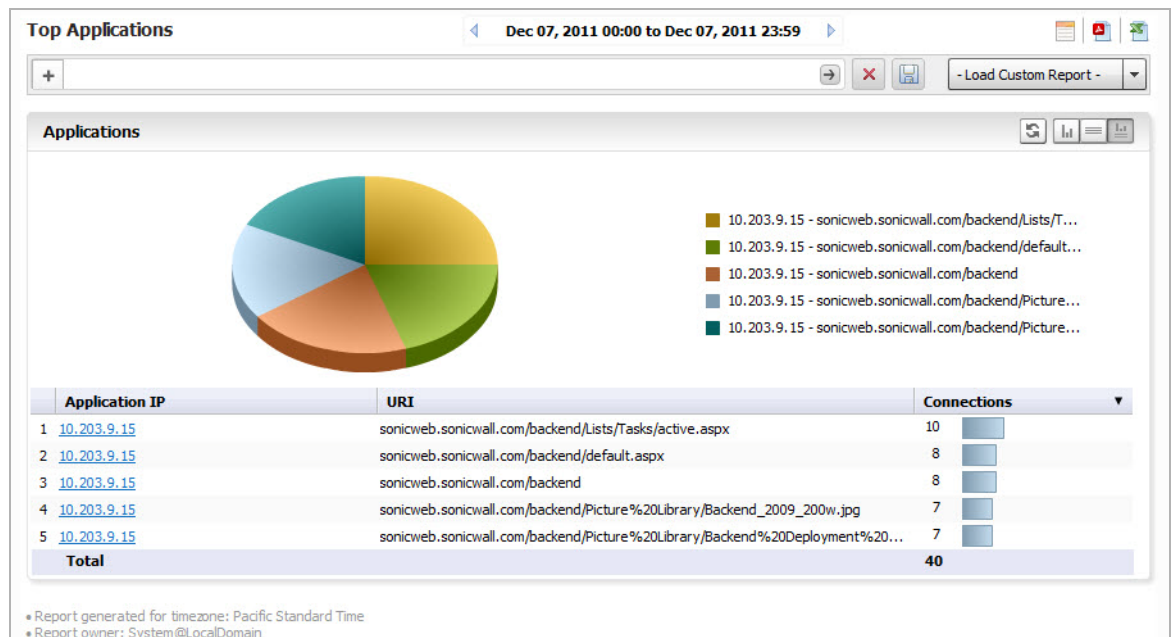 Top Applications
Dec 07, 2011 00:00 to Dec 07, 2011 23:59
+
- Load Custom Report -
Applications
10.203.9.15 - sonicweb.sonicwall.com/backend/Lists/T...
10.203.9.15 - sonicweb.sonicwall.com/backend/default...
10.203.9.15 - sonicweb.sonicwall.com/backend
10.203.9.15 - sonicweb.sonicwall.com/backend/Picture...
10.203.9.15 - sonicweb.sonicwall.com/backend/Picture...
Application IP URI Connections
1 10.203.9.15 sonicweb.sonicwall.com/backend/Lists/Tasks/active.aspx 10
2 10.203.9.15 sonicweb.sonicwall.com/backend/default.aspx 8
3 10.203.9.15 sonicweb.sonicwall.com/backend 8
4 10.203.9.15 sonicweb.sonicwall.com/backend/Picture%20Library/Backend_2009_200w.jpg 7
5 10.203.9.15 sonicweb.sonicwall.com/backend/Picture%20Library/Backend%20Deployment%20... 7
Total 40
• Report generated for timezone: Pacific Standard Time
• Report owner: System@LocalDomain